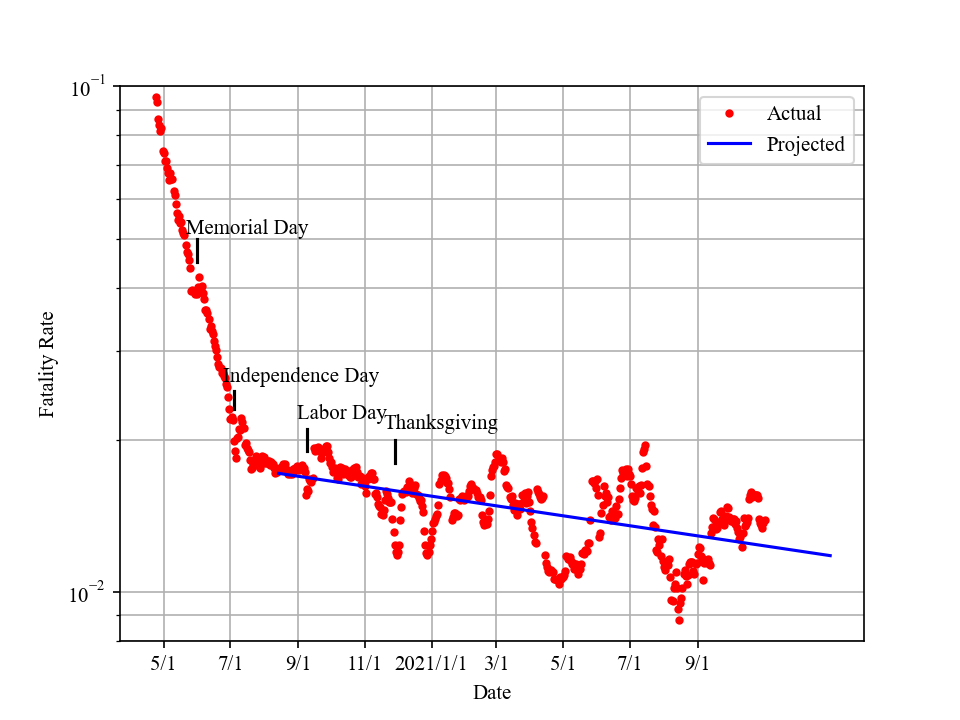 10⁻¹
Actual
Projected
Memorial Day
Independence Day
Labor Day
Thanksgiving
Fatality Rate
10⁻²
5/1 7/1 9/1 11/1 2021/1/1 3/1 5/1 7/1 9/1
Date